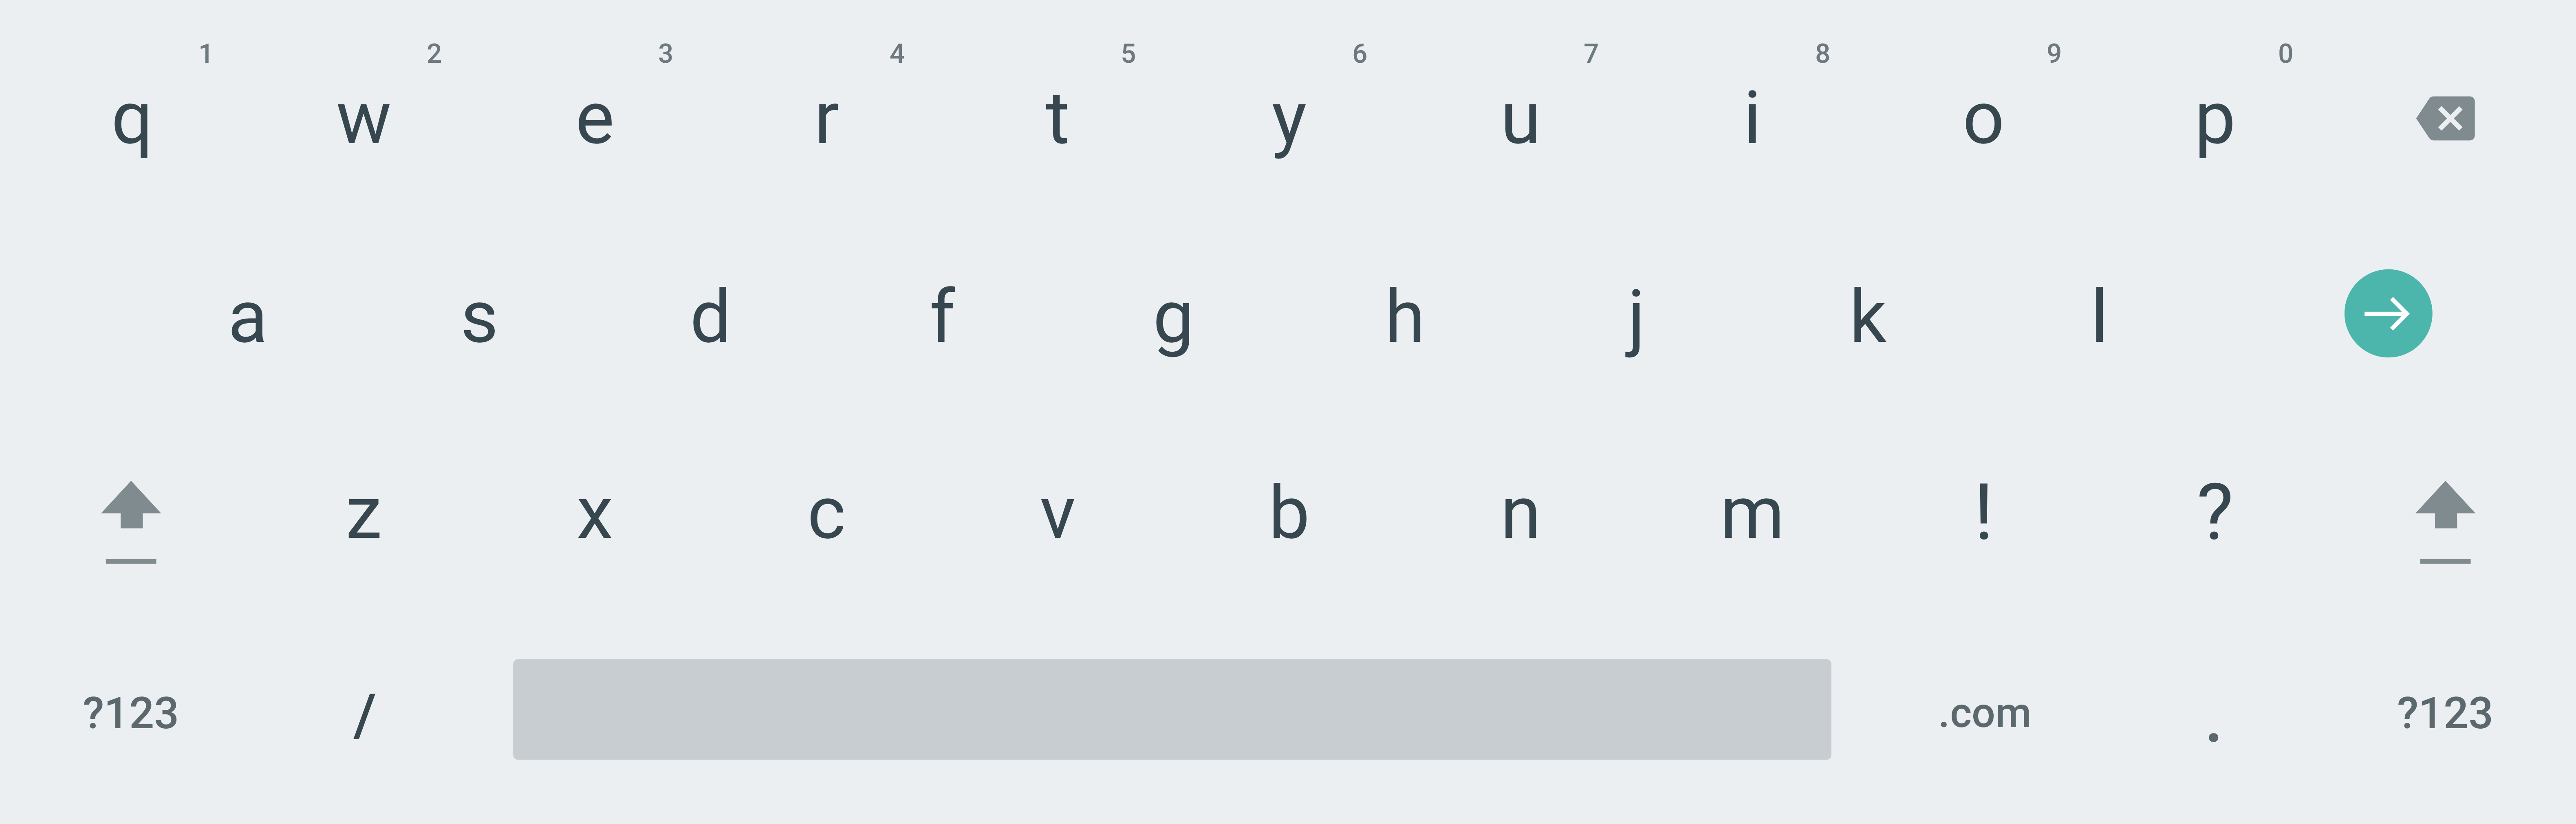 1 2 3 4 5 6 7 8 9 0
q w e r t y u i o p
a s d f g h j k l
z x c v b n m ! ?
?123 / .com . ?123